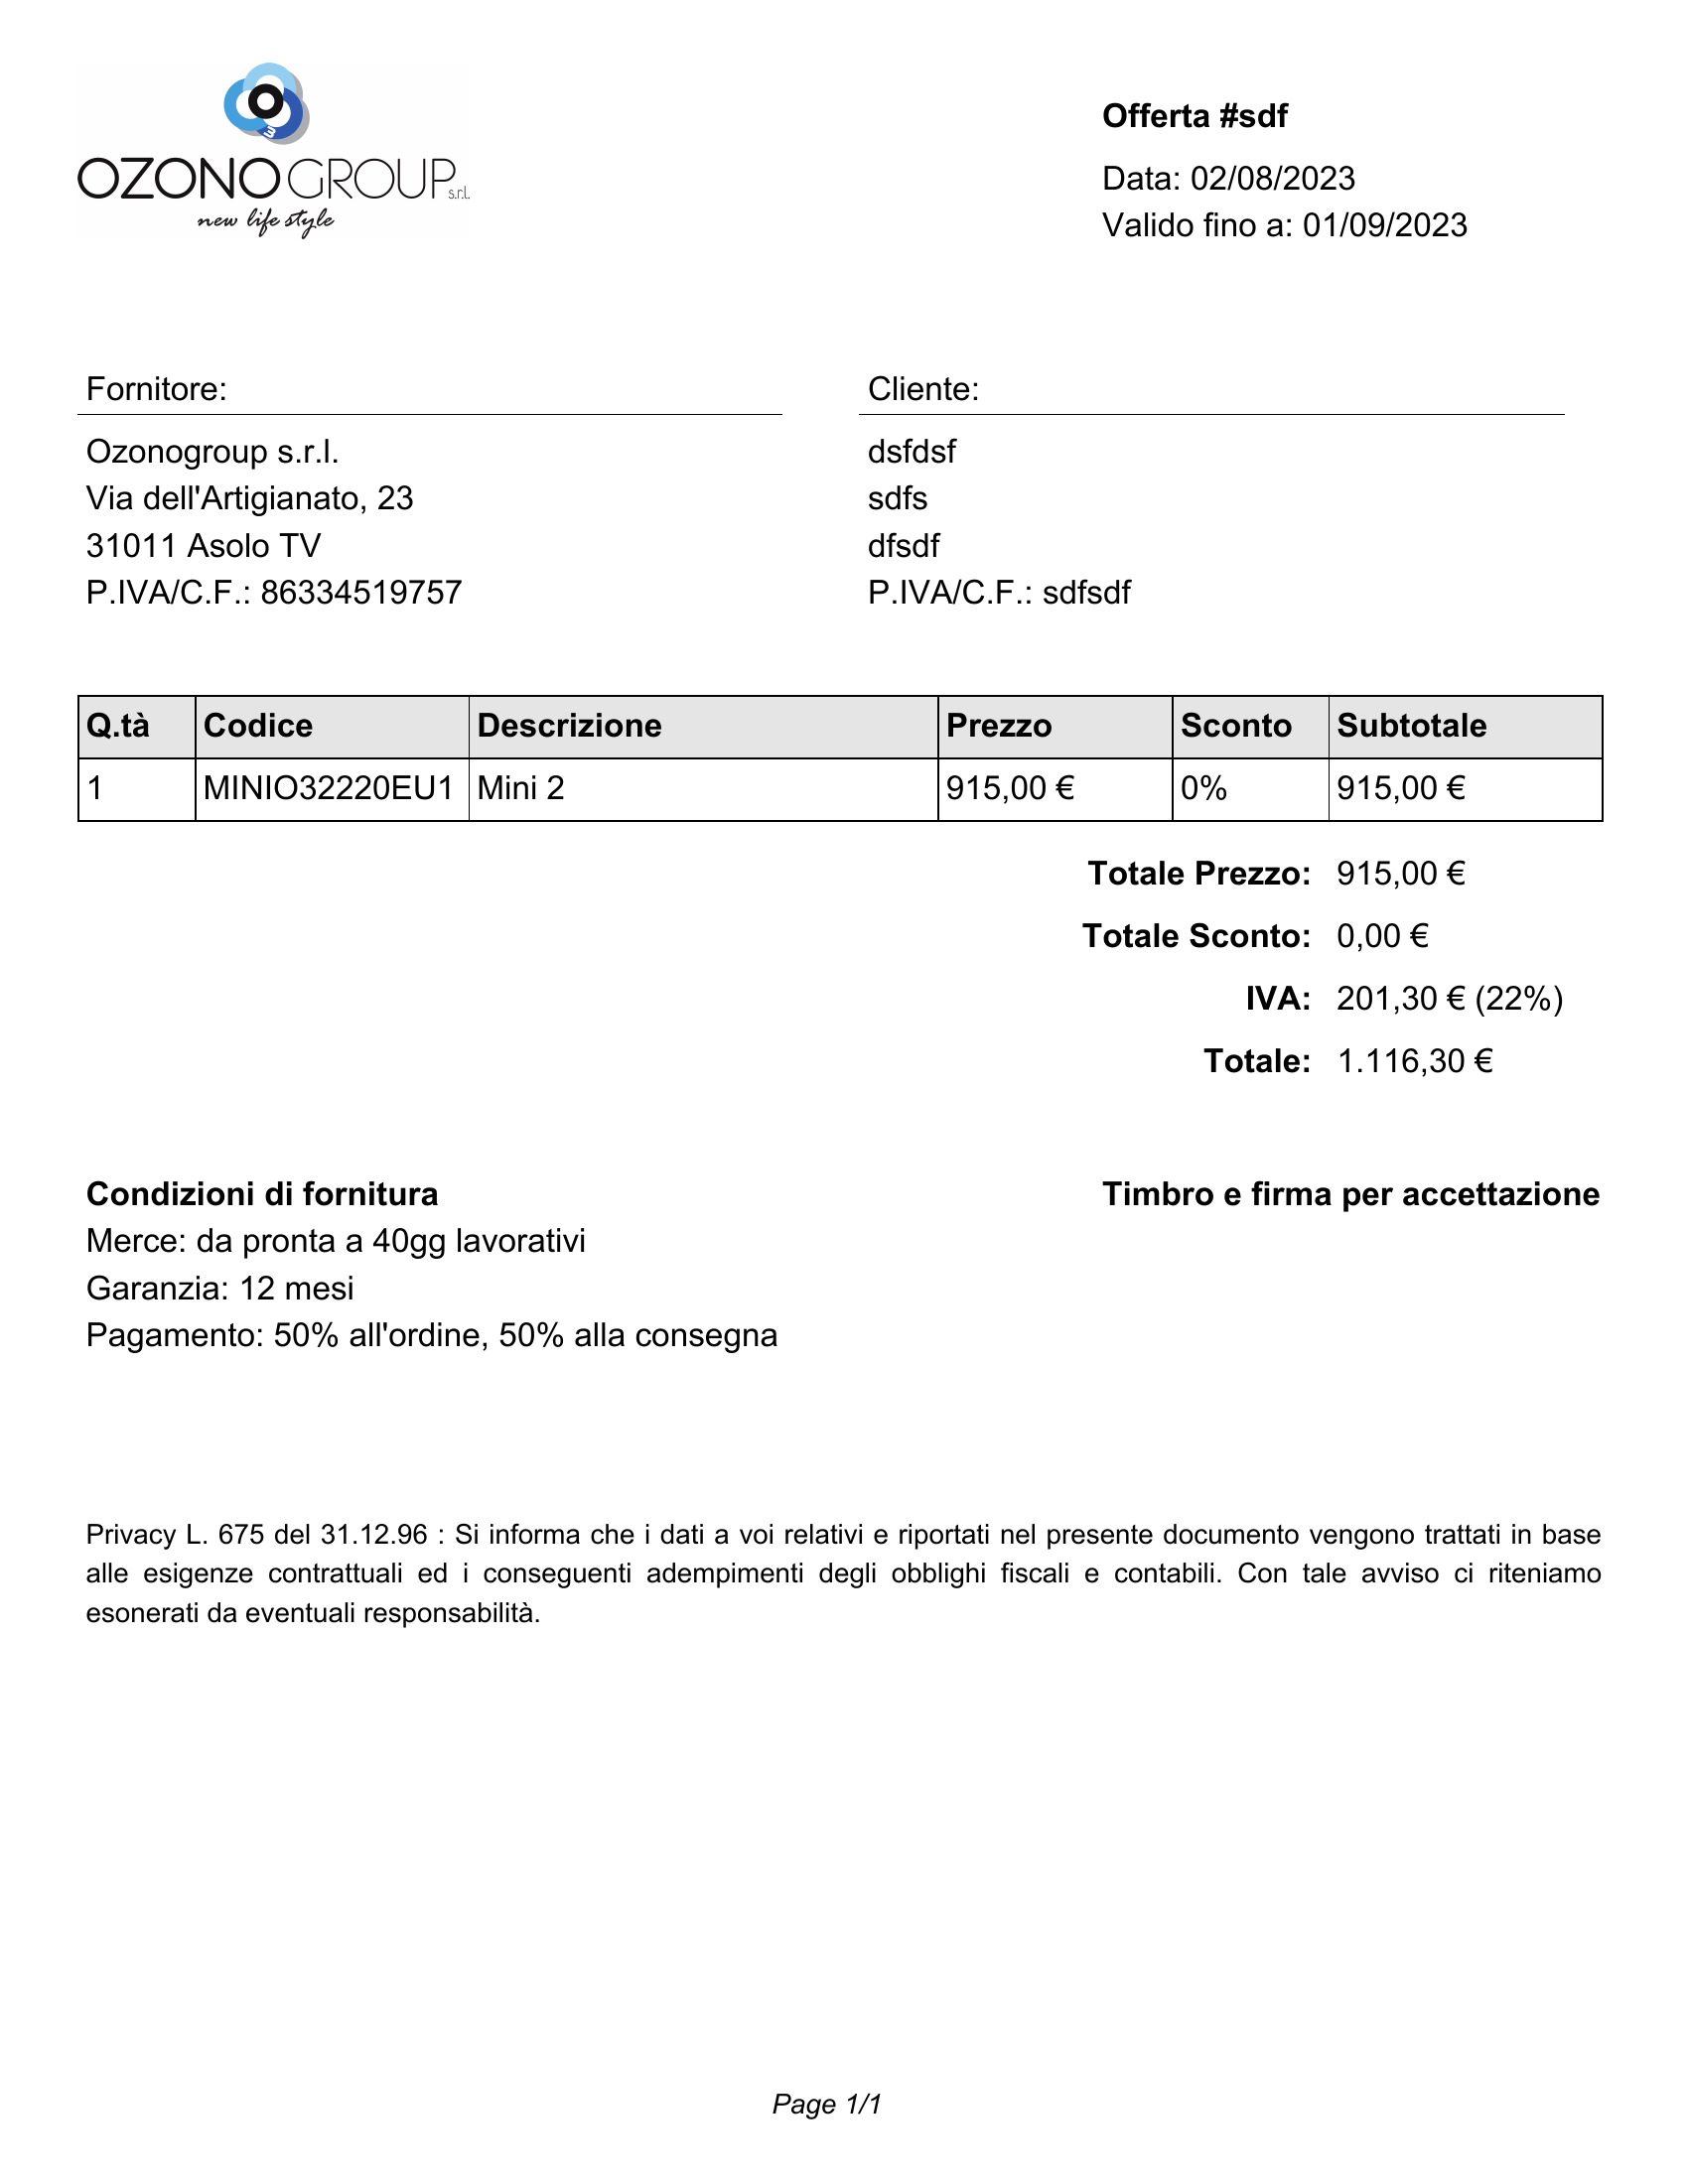 OZONOGROUP s.r.l.
new life style
Offerta #sdf
Data: 02/08/2023
Valido fino a: 01/09/2023
Fornitore:
Ozonogroup s.r.l.
Via dell'Artigianato, 23
31011 Asolo TV
P.IVA/C.F.: 86334519757
Cliente:
dsfdsf
sdfs
dfsdf
P.IVA/C.F.: sdfsdf
Q.tà Codice Descrizione Prezzo Sconto Subtotale
1 MINIO32220EU1 Mini 2 915,00 € 0% 915,00 €
Totale Prezzo: 915,00 €
Totale Sconto: 0,00 €
IVA: 201,30 € (22%)
Totale: 1.116,30 €
Condizioni di fornitura
Merce: da pronta a 40gg lavorativi
Garanzia: 12 mesi
Pagamento: 50% all'ordine, 50% alla consegna
Timbro e firma per accettazione
Privacy L. 675 del 31.12.96 : Si informa che i dati a voi relativi e riportati nel presente documento vengono trattati in base
alle esigenze contrattuali ed i conseguenti adempimenti degli obblighi fiscali e contabili. Con tale avviso ci riteniamo
esonerati da eventuali responsabilità.
Page 1/1